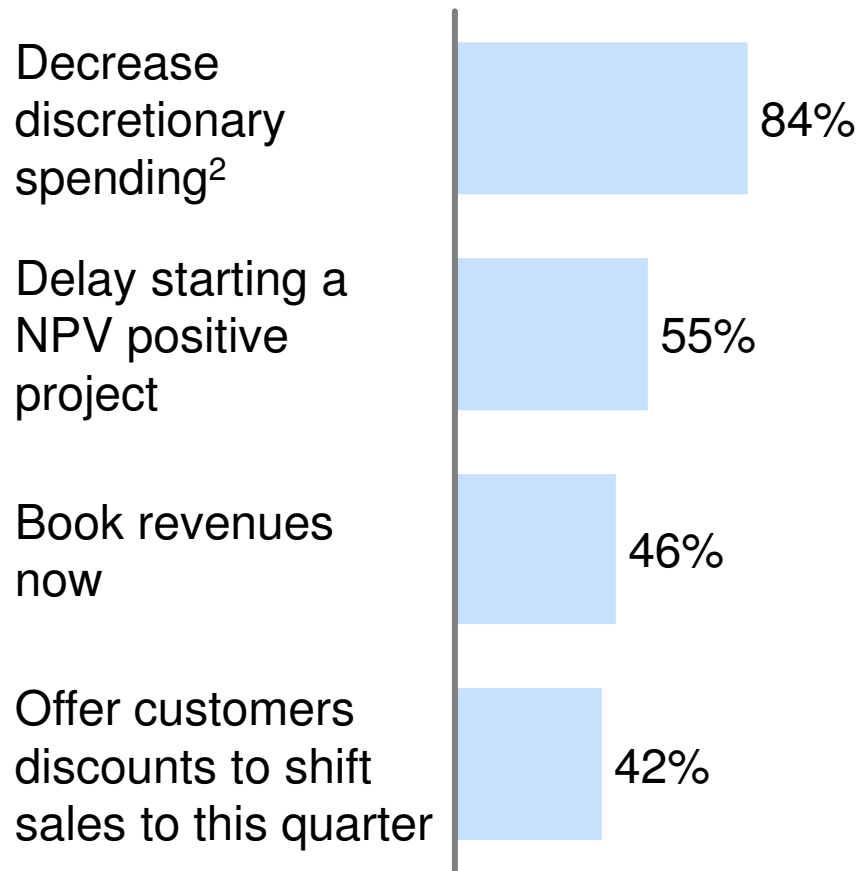 Decrease
discretionary
spending²
84%
Delay starting a
NPV positive
project
55%
Book revenues
now
46%
Offer customers
discounts to shift
sales to this quarter
42%